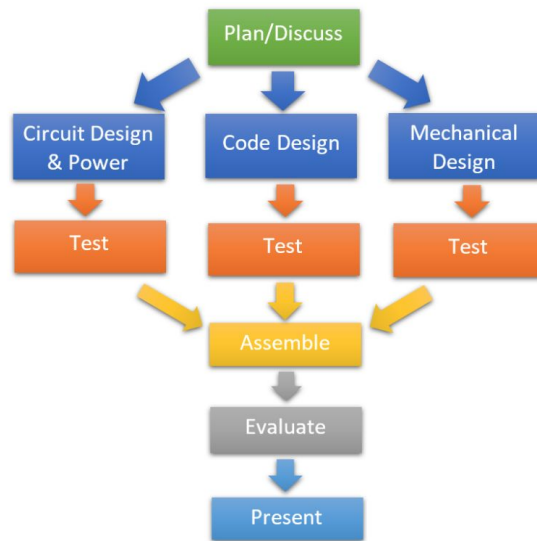 Plan/Discuss
Circuit Design
& Power
Code Design
Mechanical
Design
Test
Test
Test
Assemble
Evaluate
Present